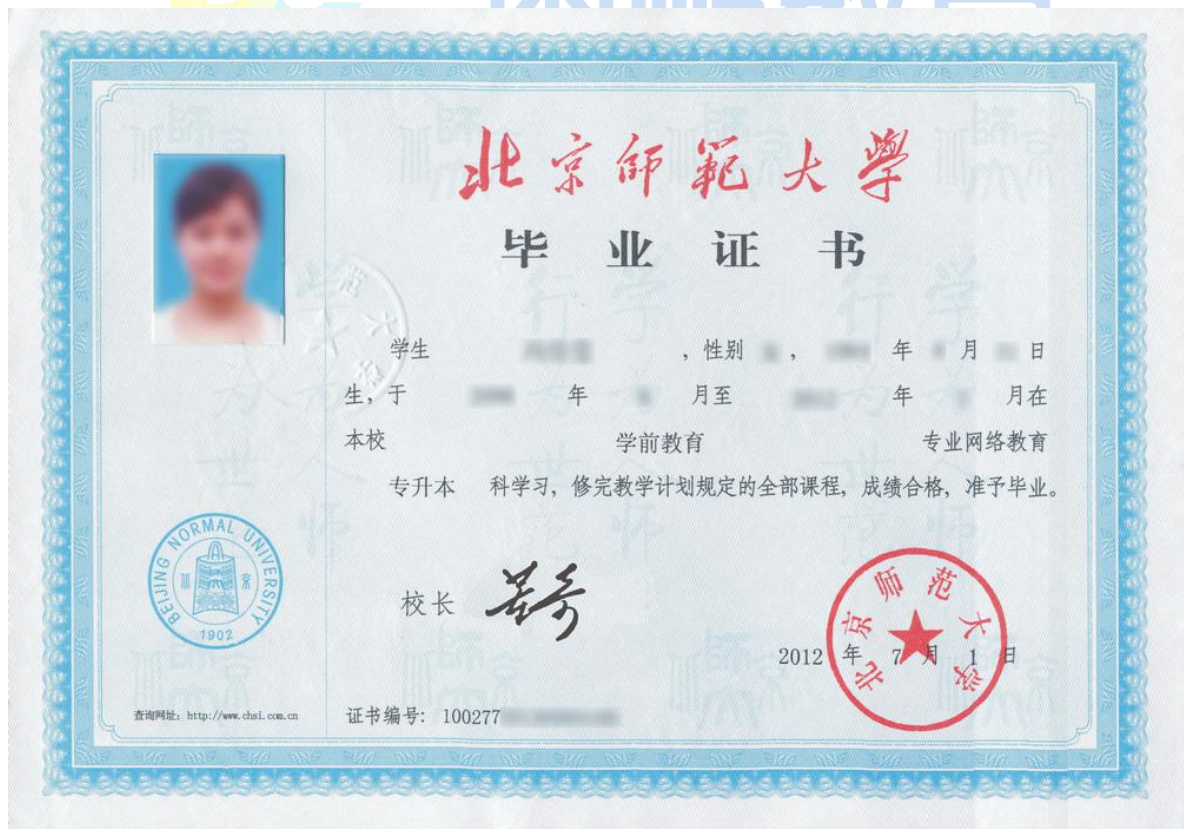 北京師範大學
毕业证书
学生 ，性别 ， 年 月 日
生，于 年 月至 年 月在
本校 学前教育 专业网络教育
专升本 科学习，修完教学计划规定的全部课程，成绩合格，准予毕业。
BEIJING NORMAL UNIVERSITY
1902
校长
北京师范大学
2012 年 7 月 1 日
查询网址：http://www.chsi.com.cn
证书编号：100277